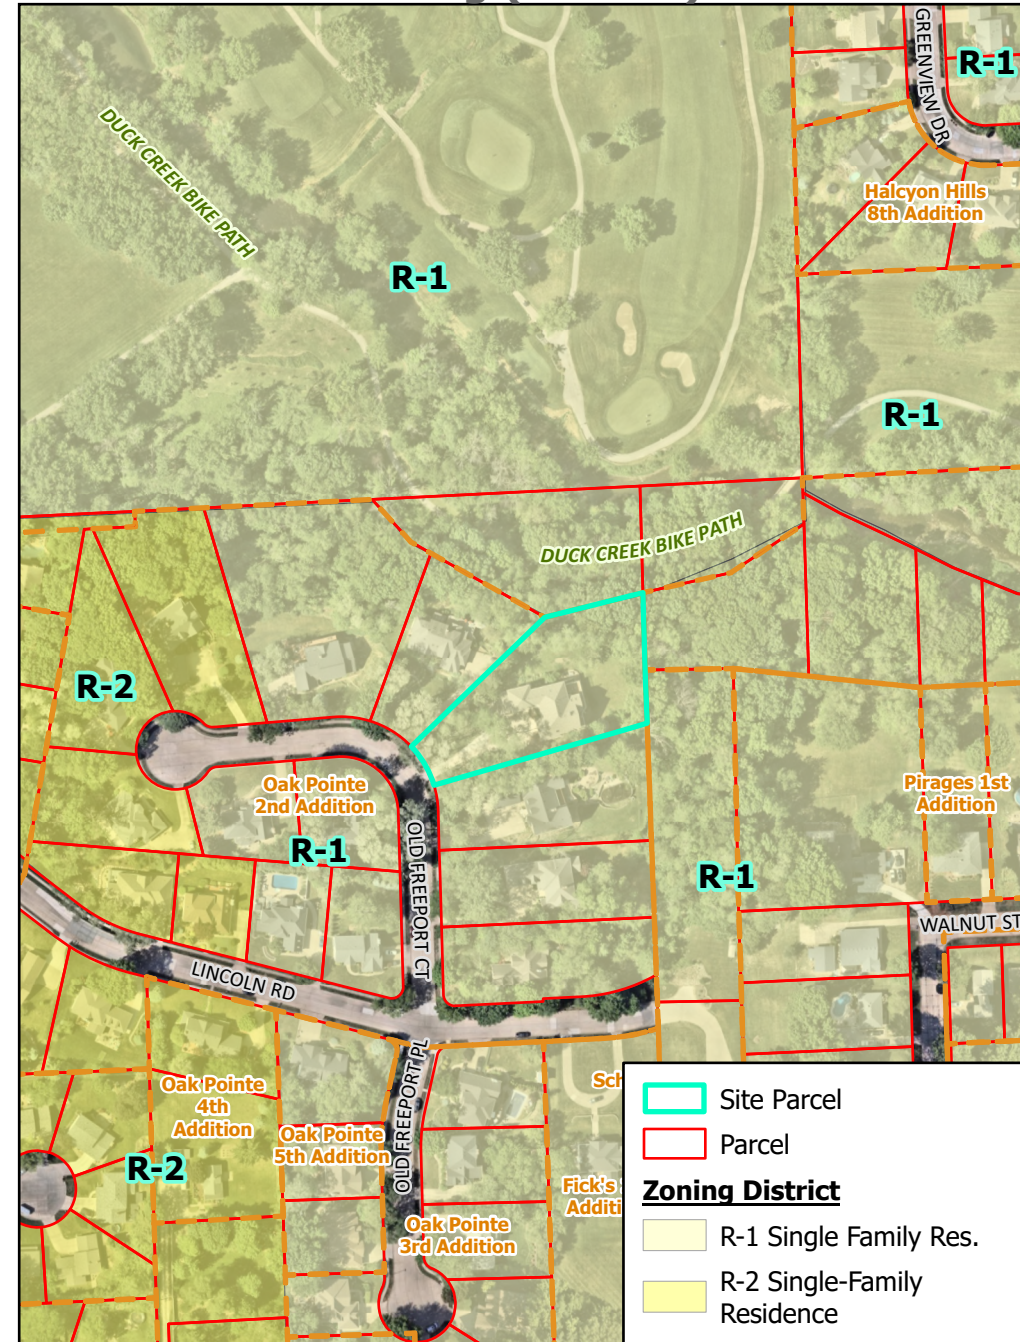 GREENVIEW DR
R-1
DUCK CREEK BIKE PATH
Halcyon Hills
8th Addition
R-1
R-1
DUCK CREEK BIKE PATH
R-2
Oak Pointe
2nd Addition
R-1
Pirages 1st
Addition
R-1
OLD FREEPORT CT
WALNUT ST
LINCOLN RD
OLD FREEPORT PL
Oak Pointe
4th
Addition
Sch
Oak Pointe
5th Addition
R-2
Fick's
Additi
Oak Pointe
3rd Addition
Site Parcel
Parcel
Zoning District
R-1 Single Family Res.
R-2 Single-Family
Residence